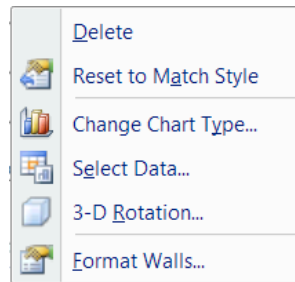 Delete
Reset to Match Style
Change Chart Type...
Select Data...
3-D Rotation...
Format Walls...